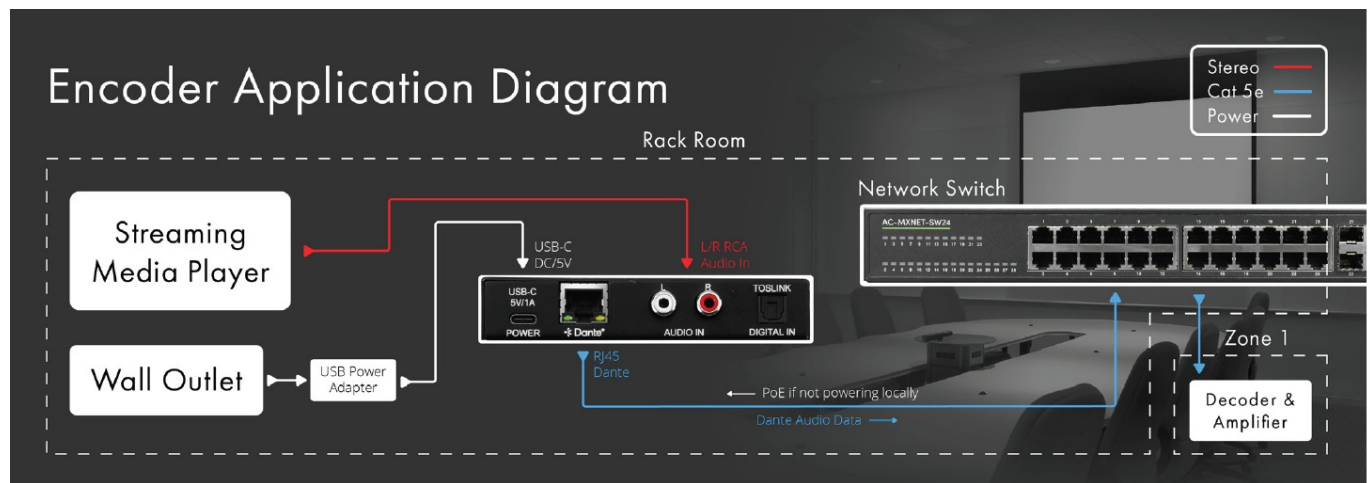 Encoder Application Diagram
Stereo
Cat 5e
Power
Rack Room
Network Switch
Streaming
Media Player
USB-C
DC/5V
L/R RCA
Audio In
AC-MXNET-SW24
USB-C
5V/1A
POWER
Dante®
L
R
AUDIO IN
TOSLINK
DIGITAL IN
Wall Outlet
USB Power
Adapter
RJ45
Dante
PoE if not powering locally
Dante Audio Data
Zone 1
Decoder &
Amplifier